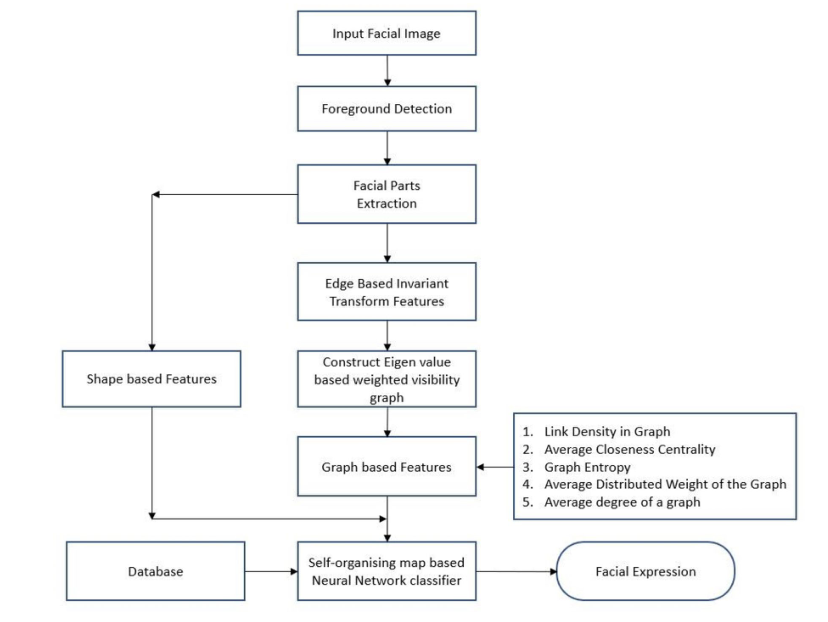 Input Facial Image
Foreground Detection
Facial Parts
Extraction
Edge Based Invariant
Transform Features
Shape based Features
Construct Eigen value
based weighted visibility
graph
Graph based Features
1. Link Density in Graph
2. Average Closeness Centrality
3. Graph Entropy
4. Average Distributed Weight of the Graph
5. Average degree of a graph
Database
Self-organising map based
Neural Network classifier
Facial Expression